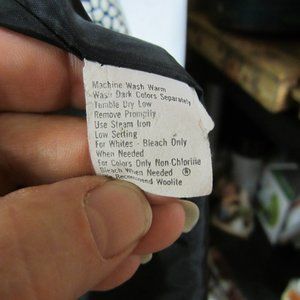 Machine Wash Warm
Wash Dark Colors Separately
Tumble Dry Low
Remove Promptly
Use Steam Iron
Low Setting
For Whites - Bleach Only
When Needed
For Colors Only Non-Chlorine
Bleach When Needed ®
Recommend Woolite